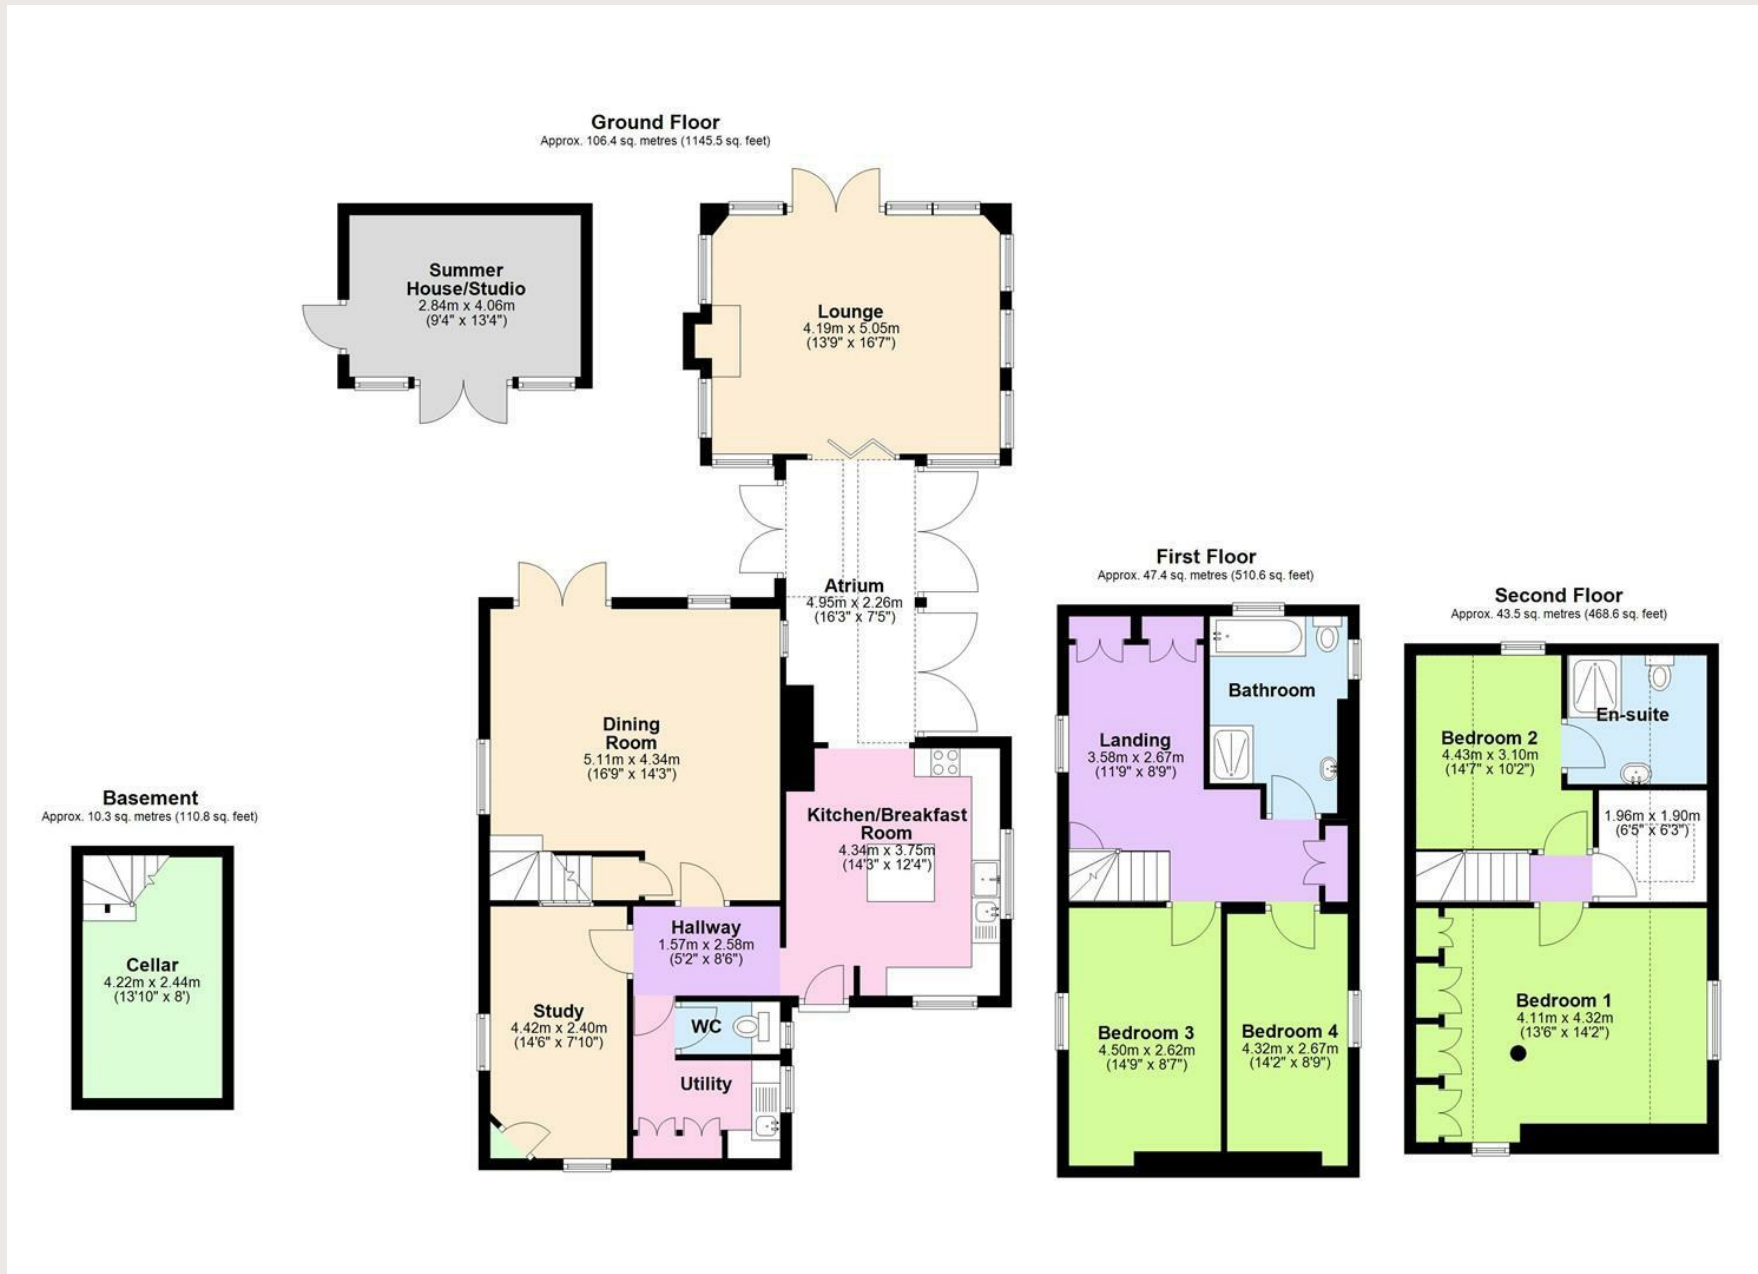 Ground Floor
Approx. 106.4 sq. metres (1145.5 sq. feet)
Summer
House/Studio
2.84m x 4.06m
(9'4" x 13'4")
Lounge
4.19m x 5.05m
(13'9" x 16'7")
Atrium
4.95m x 2.26m
(16'3" x 7'5")
Dining
Room
5.11m x 4.34m
(16'9" x 14'3")
Kitchen/Breakfast
Room
4.34m x 3.75m
(14'3" x 12'4")
Hallway
1.57m x 2.58m
(5'2" x 8'6")
Study
4.42m x 2.40m
(14'6" x 7'10")
WC
Utility
Basement
Approx. 10.3 sq. metres (110.8 sq. feet)
Cellar
4.22m x 2.44m
(13'10" x 8')
First Floor
Approx. 47.4 sq. metres (510.6 sq. feet)
Bathroom
Landing
3.58m x 2.67m
(11'9" x 8'9")
Bedroom 3
4.50m x 2.62m
(14'9" x 8'7")
Bedroom 4
4.32m x 2.67m
(14'2" x 8'9")
Second Floor
Approx. 43.5 sq. metres (468.6 sq. feet)
En-suite
Bedroom 2
4.43m x 3.10m
(14'7" x 10'2")
1.96m x 1.90m
(6'5" x 6'3")
Bedroom 1
4.11m x 4.32m
(13'6" x 14'2")